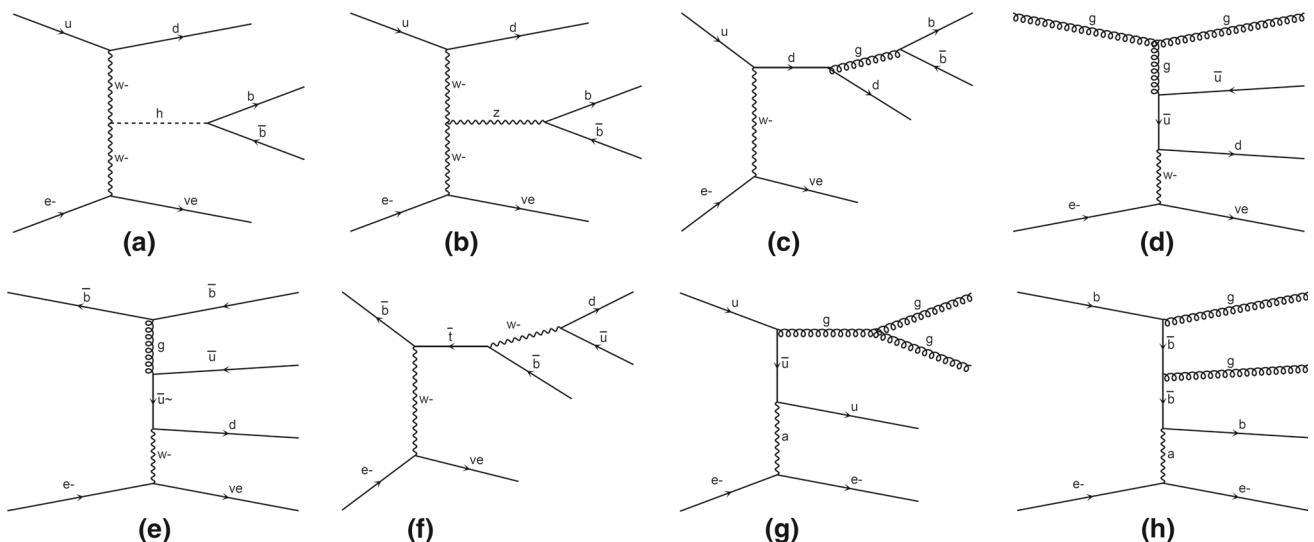 u d w- h b b̅ w- e- ve
(a)
u d w- z b b̅ w- e- ve
(b)
u d g b b̅ d w- e- ve
(c)
g g g u̅ u̅ d w- e- ve
(d)
b̅ b̅ g u̅ u̅~ d w- e- ve
(e)
b̅ t̅ w- d u̅ b̅ w- e- ve
(f)
u g g g u̅ u a e- e-
(g)
b g b̅ g b̅ b a e- e-
(h)